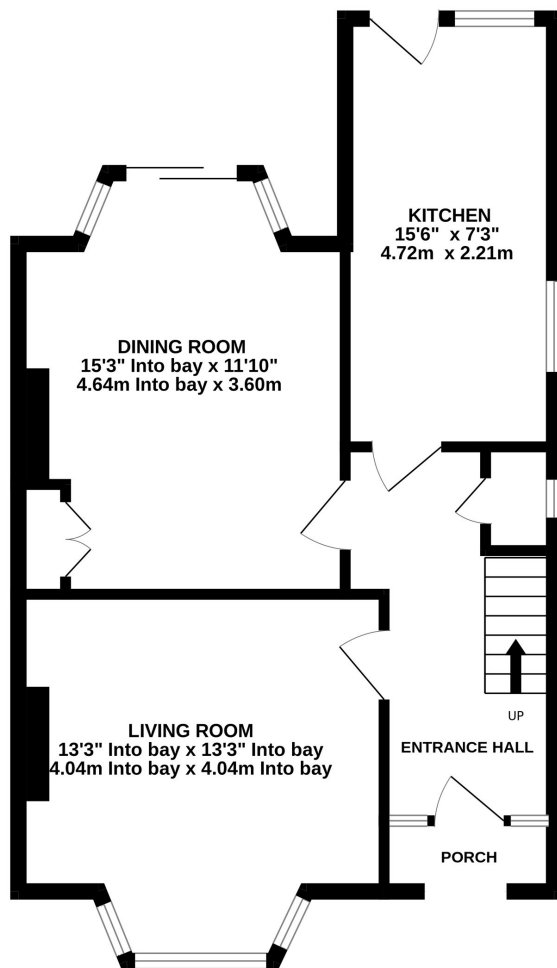 KITCHEN
15'6" x 7'3"
4.72m x 2.21m
DINING ROOM
15'3" Into bay x 11'10"
4.64m Into bay x 3.60m
LIVING ROOM
13'3" Into bay x 13'3" Into bay
4.04m Into bay x 4.04m Into bay
UP
ENTRANCE HALL
PORCH